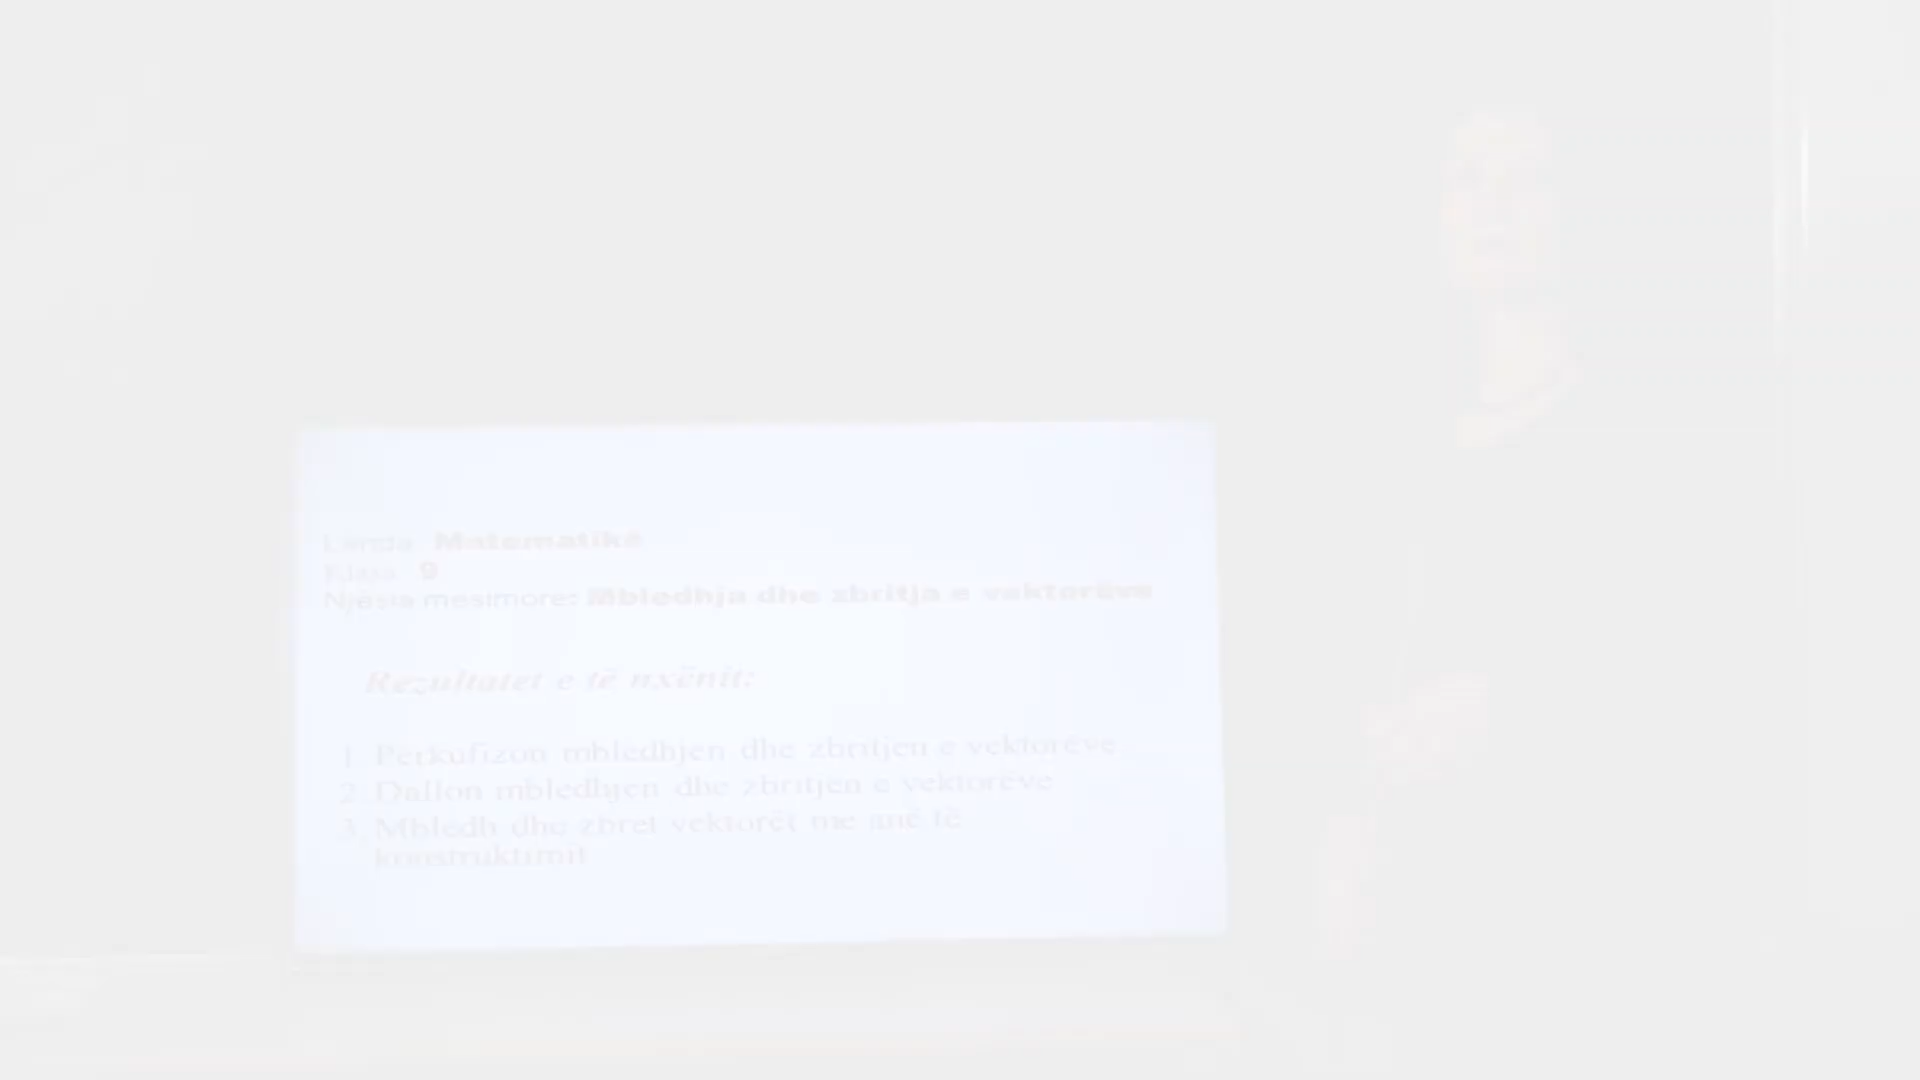 Lënda: Matematikë
Klasa: 9
Njësia mësimore: Mbledhja dhe zbritja e vektorëve
Rezultatet e të nxënit:
1. Përkufizon mbledhjen dhe zbritjen e vektorëve
2. Dallon mbledhjen dhe zbritjen e vektorëve
3. Mbledh dhe zbret vektorët me anë të
konstruktimit